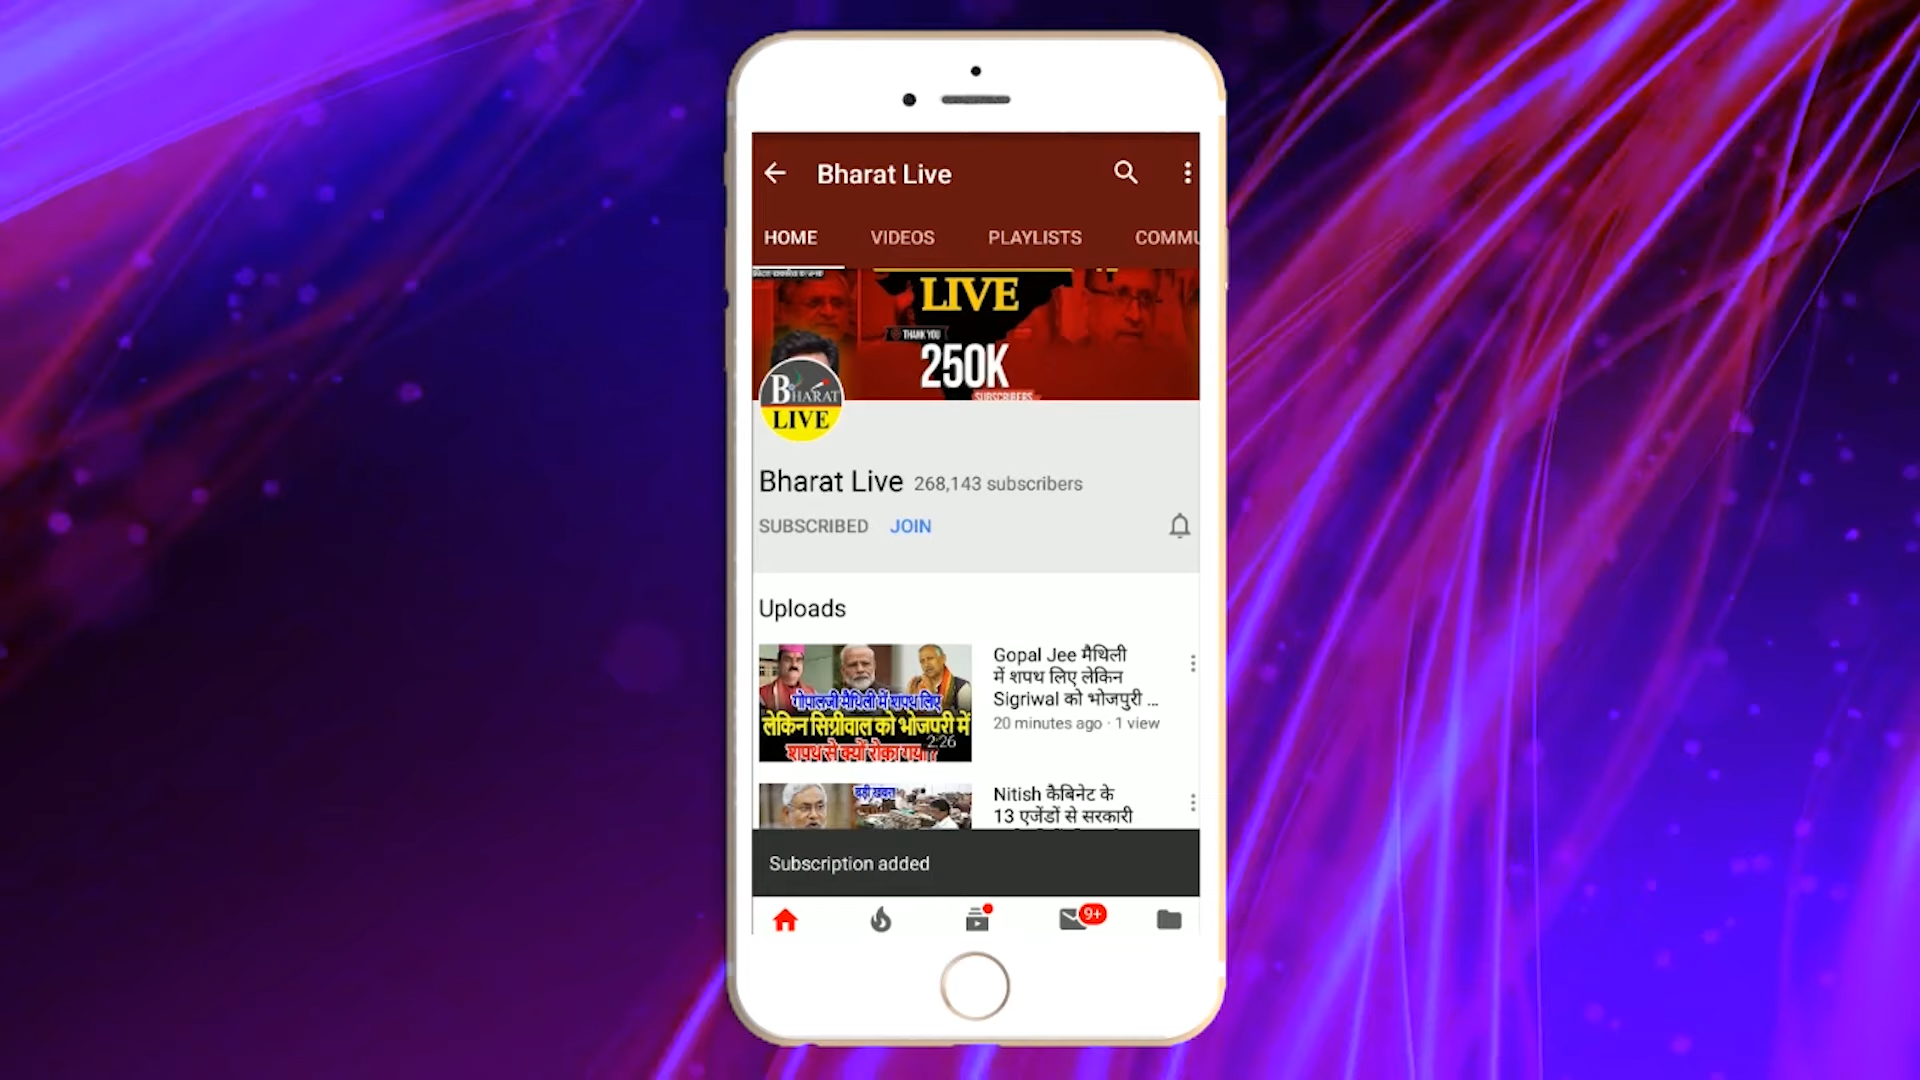 Bharat Live
HOME VIDEOS PLAYLISTS COMMU
LIVE
THANK YOU
250K
SUBSCRIBERS
BHARAT
LIVE
Bharat Live 268,143 subscribers
SUBSCRIBED JOIN
Uploads
गोपालजी मैथिली में शपथ लिए
लेकिन सिग्रीवाल को भोजपुरी में
शपथ से क्यों रोका गया..??
2:26
Gopal Jee मैथिली
में शपथ लिए लेकिन
Sigriwal को भोजपुरी ...
20 minutes ago · 1 view
बड़ी खबर
Nitish कैबिनेट के
13 एजेंडों से सरकारी
Subscription added
9+